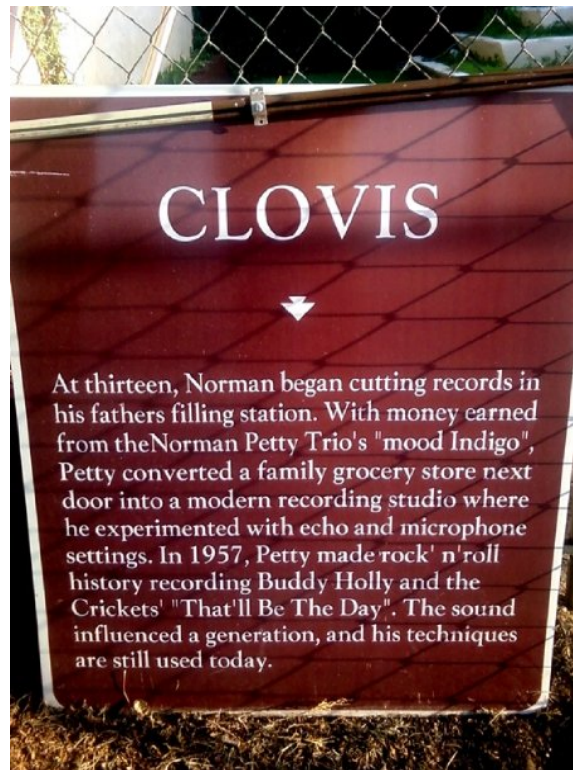 CLOVIS
At thirteen, Norman began cutting records in
his fathers filling station. With money earned
from theNorman Petty Trio's "mood Indigo",
Petty converted a family grocery store next
door into a modern recording studio where
he experimented with echo and microphone
settings. In 1957, Petty made rock' n'roll
history recording Buddy Holly and the
Crickets' "That'll Be The Day". The sound
influenced a generation, and his techniques
are still used today.